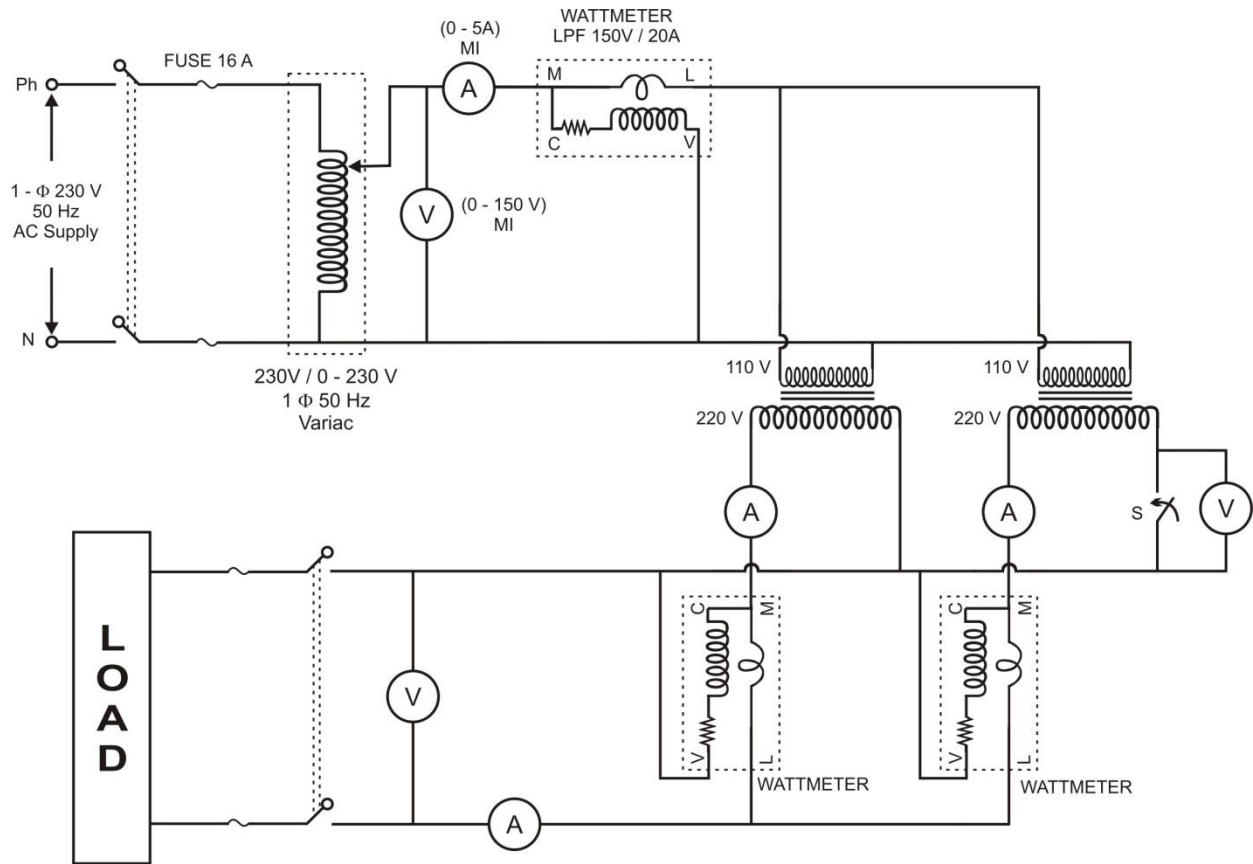 WATTMETER
LPF 150V / 20A
(0 - 5A)
MI
FUSE 16 A
Ph
M
L
A
C
V
1 - Φ 230 V
50 Hz
AC Supply
V
(0 - 150 V)
MI
N
230V / 0 - 230 V
1 Φ 50 Hz
Variac
110 V
110 V
220 V
220 V
A
A
S
V
LOAD
C
M
C
M
V
V
L
V
L
WATTMETER
WATTMETER
A